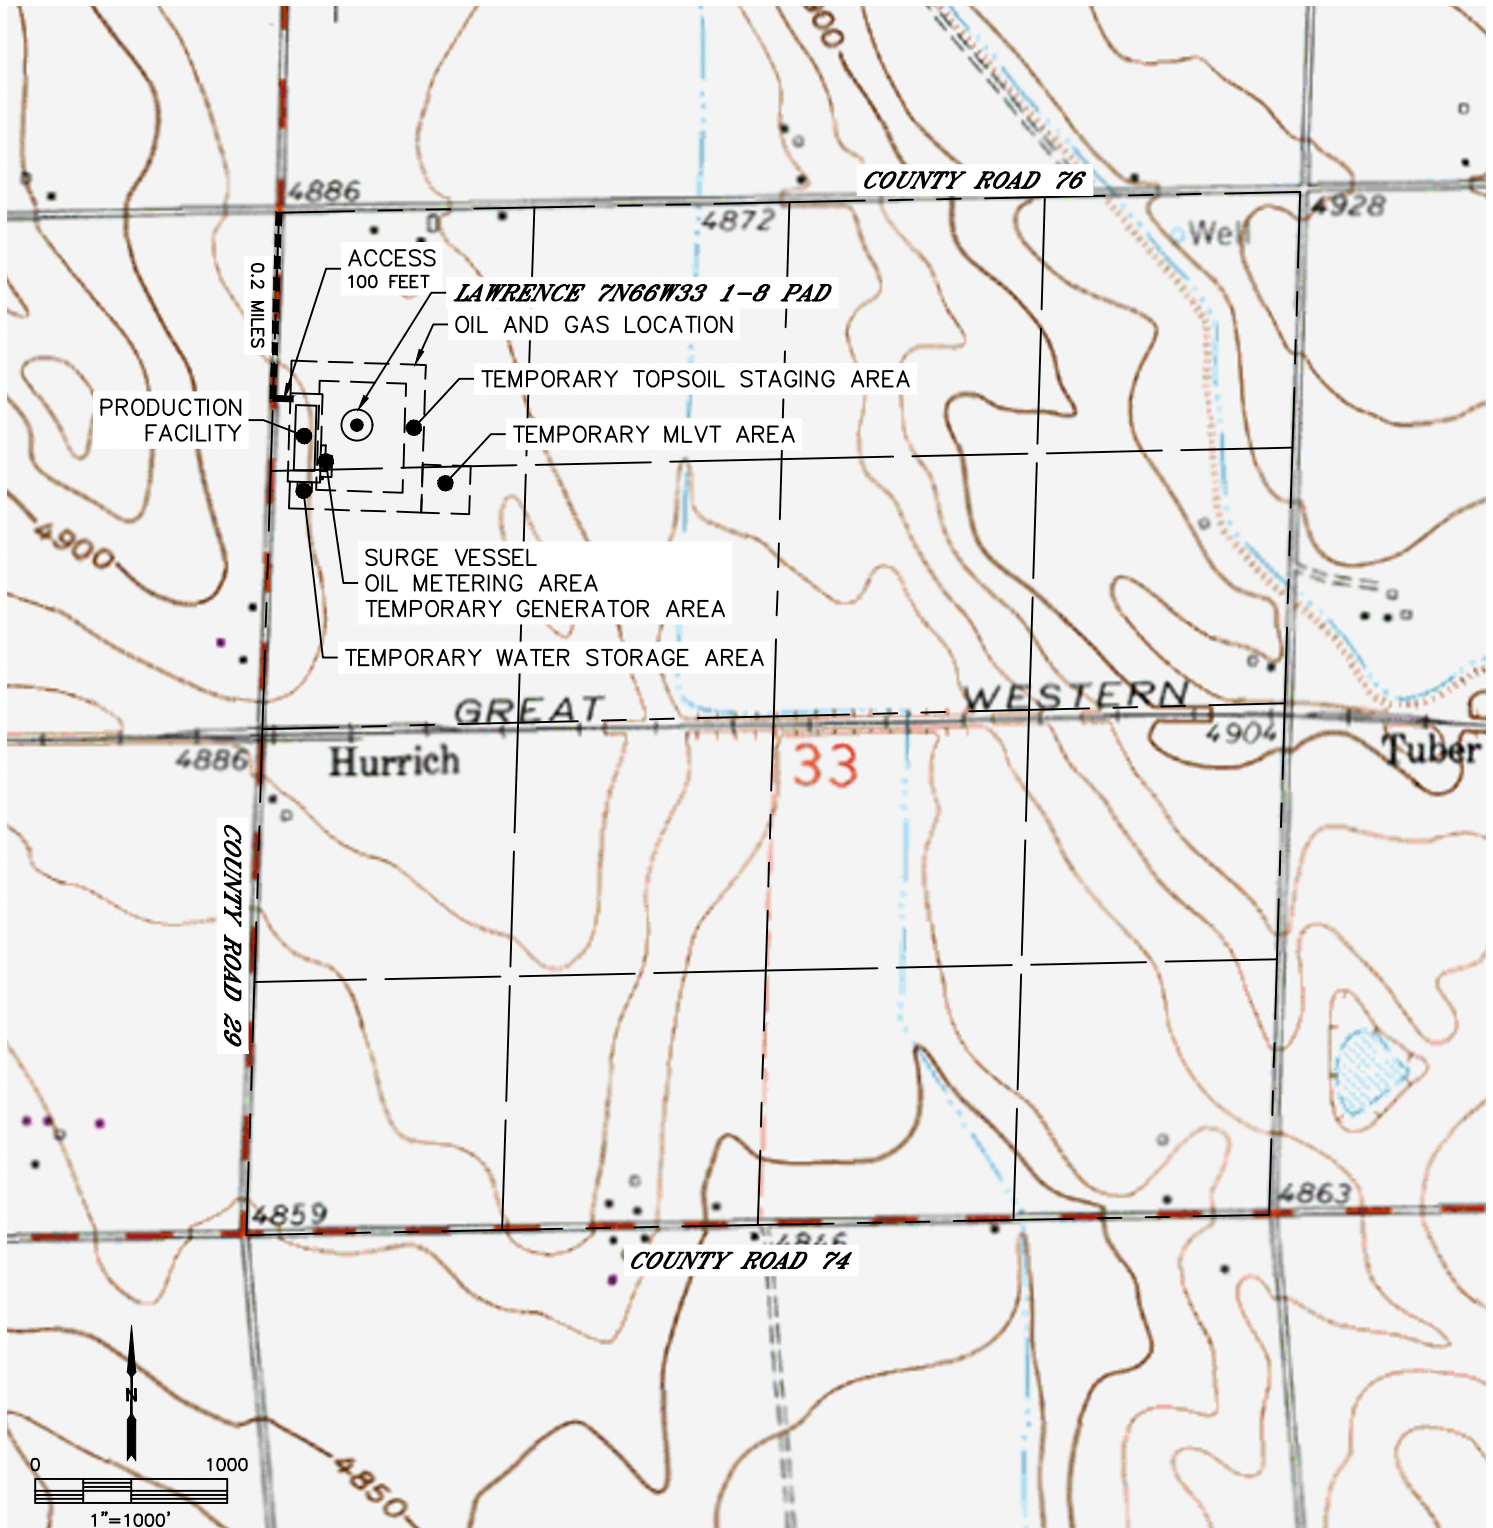 900
4886
COUNTY ROAD 76
4928
4872
Well
ACCESS
100 FEET
0.2 MILES
LAWRENCE 7N66W33 1-8 PAD
OIL AND GAS LOCATION
TEMPORARY TOPSOIL STAGING AREA
PRODUCTION
FACILITY
TEMPORARY MLVT AREA
4900
SURGE VESSEL
OIL METERING AREA
TEMPORARY GENERATOR AREA
TEMPORARY WATER STORAGE AREA
GREAT WESTERN
4886
Hurrich
33
4904
Tuber
COUNTY ROAD 29
4859
4863
4846
COUNTY ROAD 74
N
0 1000
1"=1000'
4850